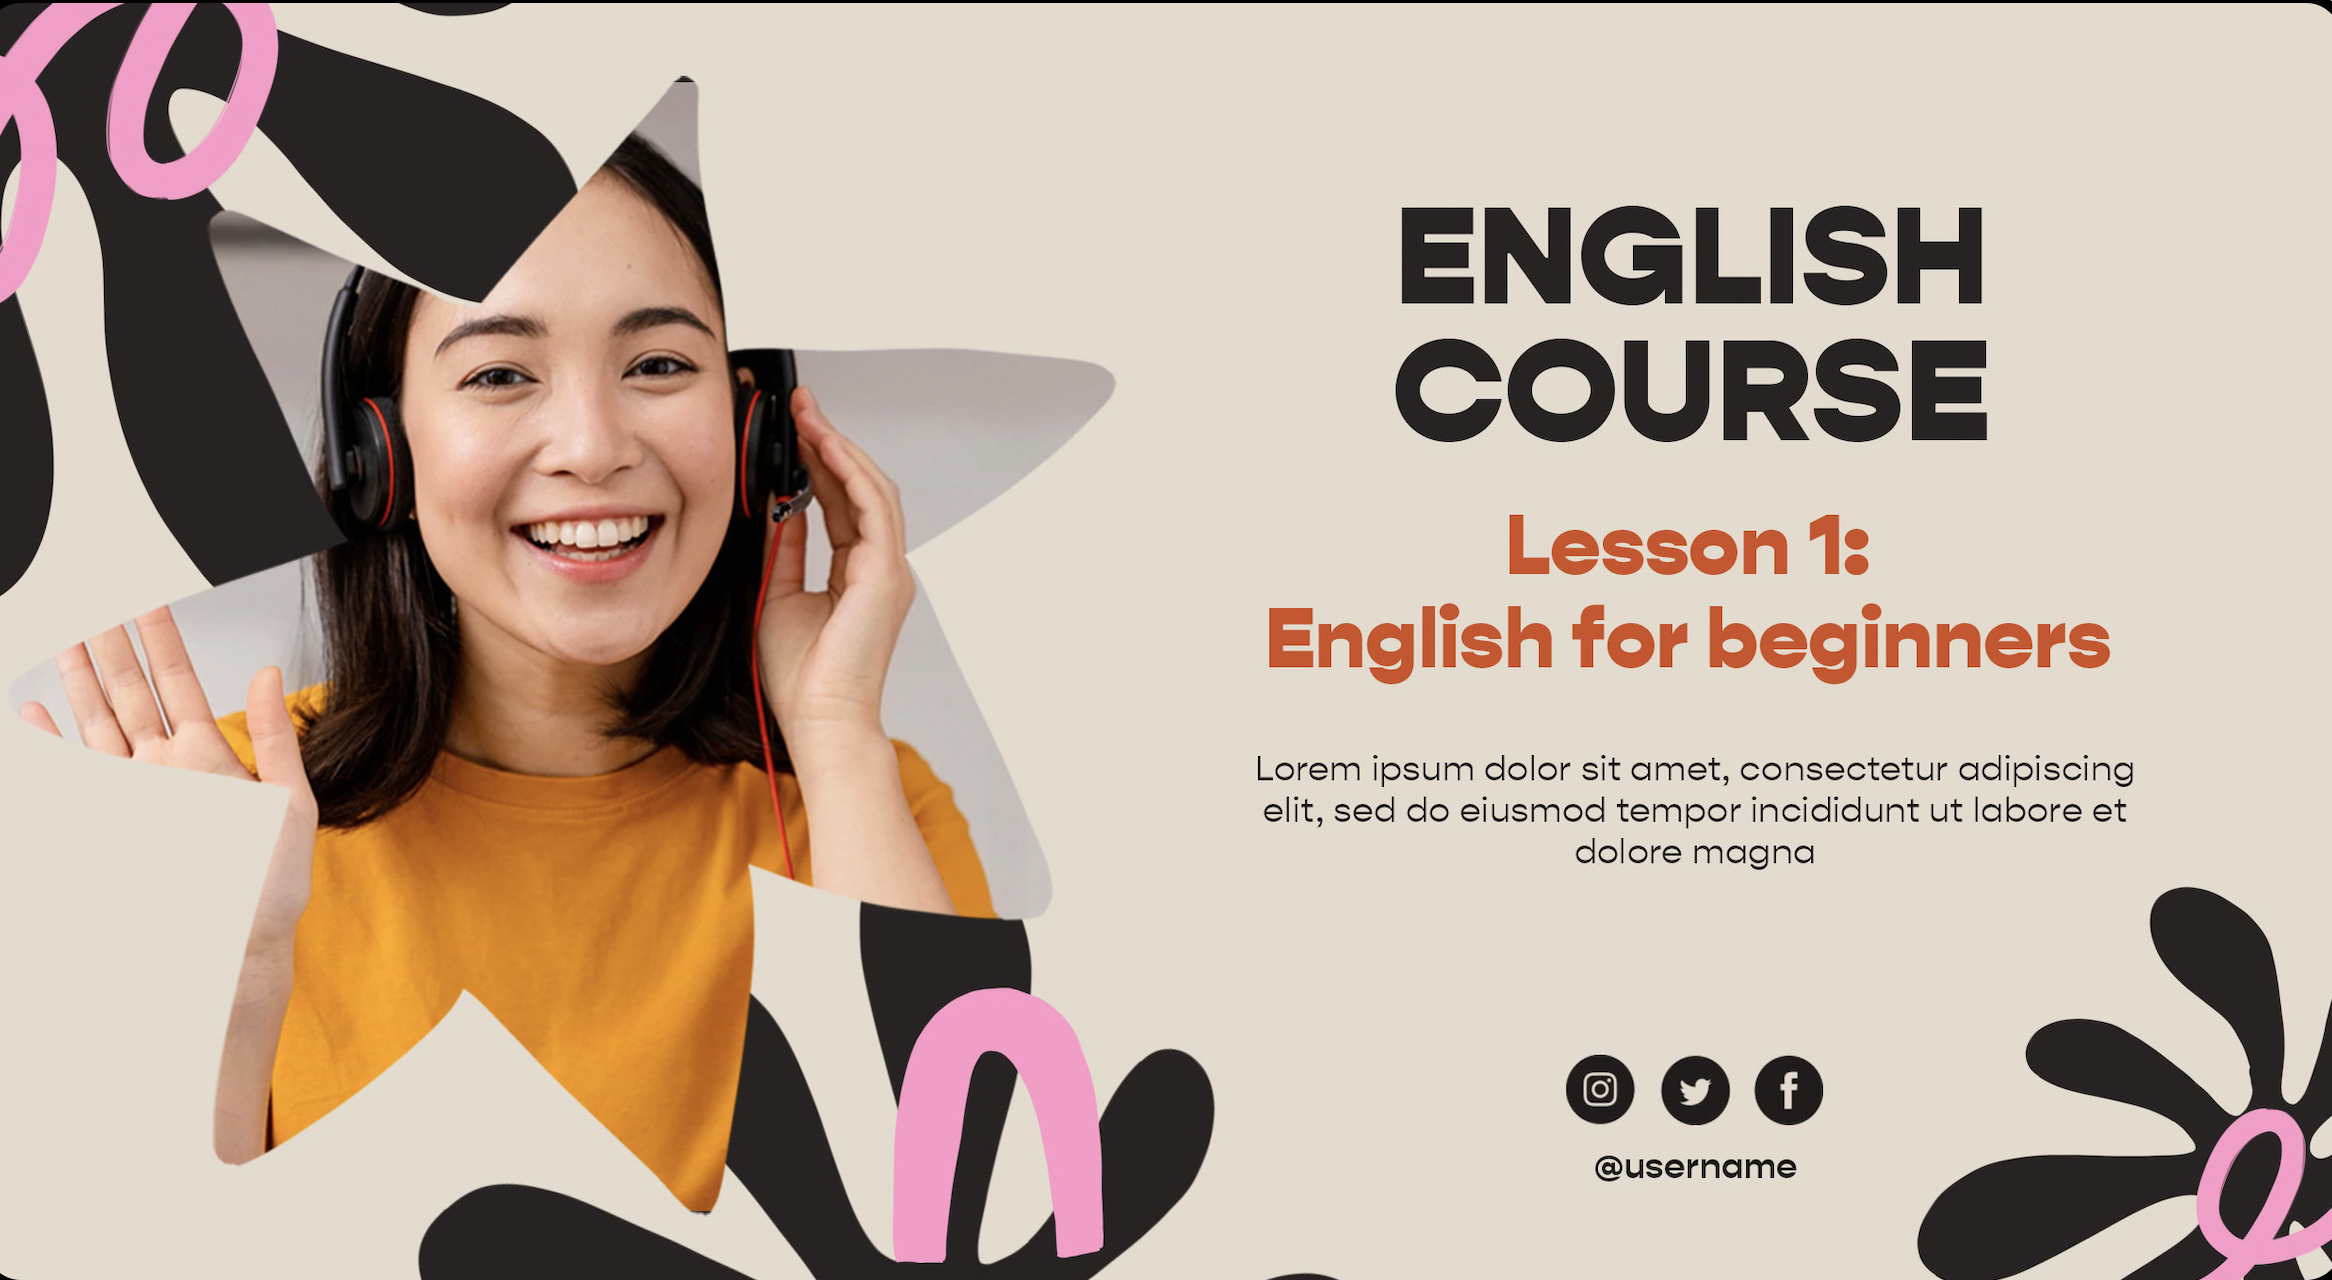 ENGLISH
COURSE
Lesson 1:
English for beginners
Lorem ipsum dolor sit amet, consectetur adipiscing
elit, sed do eiusmod tempor incididunt ut labore et
dolore magna
@username